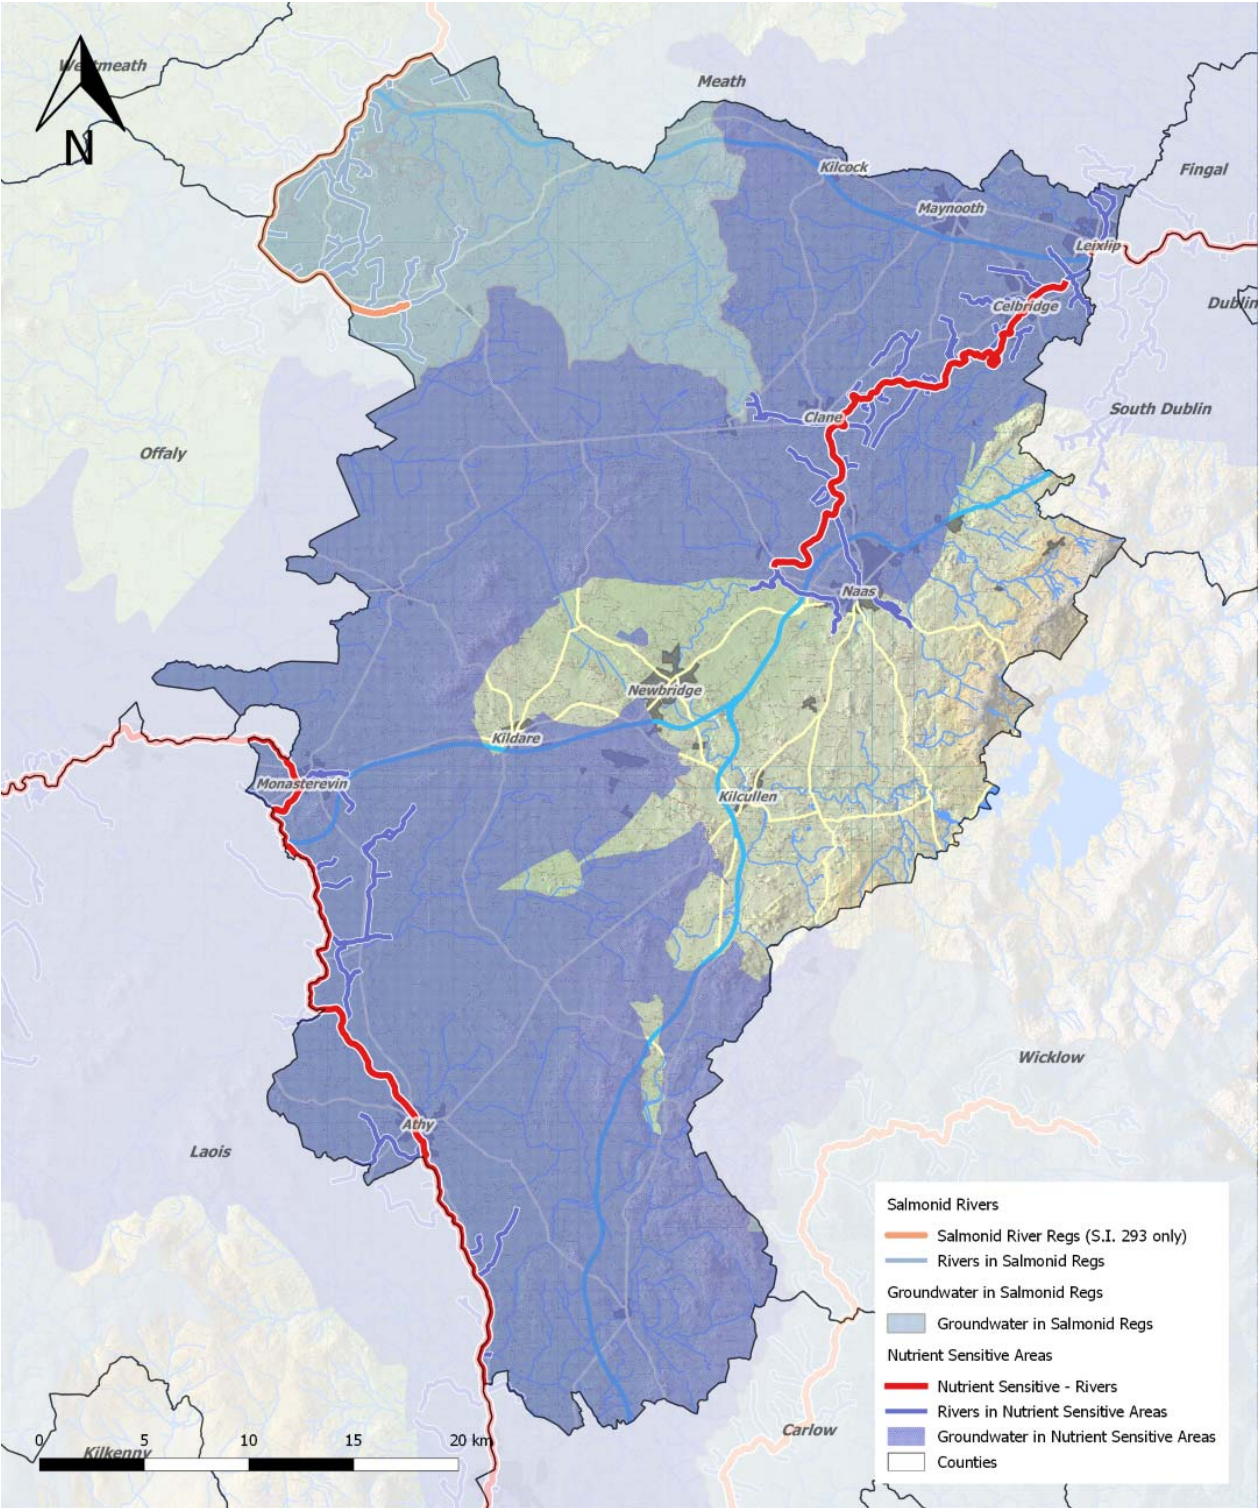 Westmeath
Meath
N
Kilcock
Fingal
Maynooth
Leixlip
Celbridge
Dublin
Clane
South Dublin
Offaly
Naas
Newbridge
Kildare
Monasterevin
Kilcullen
Wicklow
Athy
Laois
Carlow
Kilkenny
0 5 10 15 20 km
Salmonid Rivers
Salmonid River Regs (S.I. 293 only)
Rivers in Salmonid Regs
Groundwater in Salmonid Regs
Groundwater in Salmonid Regs
Nutrient Sensitive Areas
Nutrient Sensitive - Rivers
Rivers in Nutrient Sensitive Areas
Groundwater in Nutrient Sensitive Areas
Counties